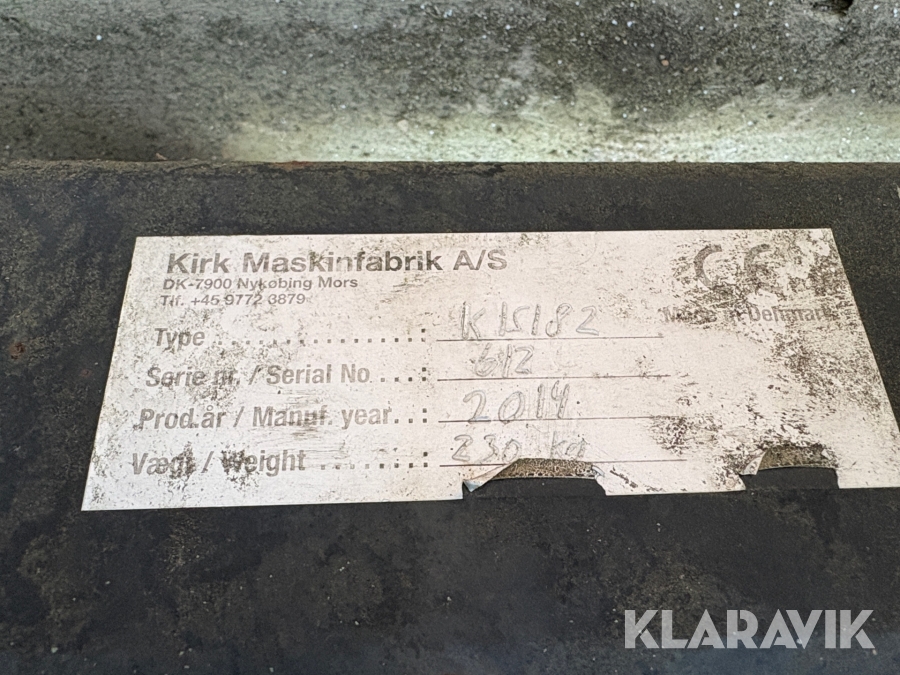 Kirk Maskinfabrik A/S
DK-7900 Nykøbing Mors
Tlf. +45 9772 3879
CE
Made in Denmark
Type ................: K15182
Serie nr. / Serial No ....: 612
Prod.år / Manuf. year..: 2014
Vægt / Weight .........: 230 kg
KLARAVIK